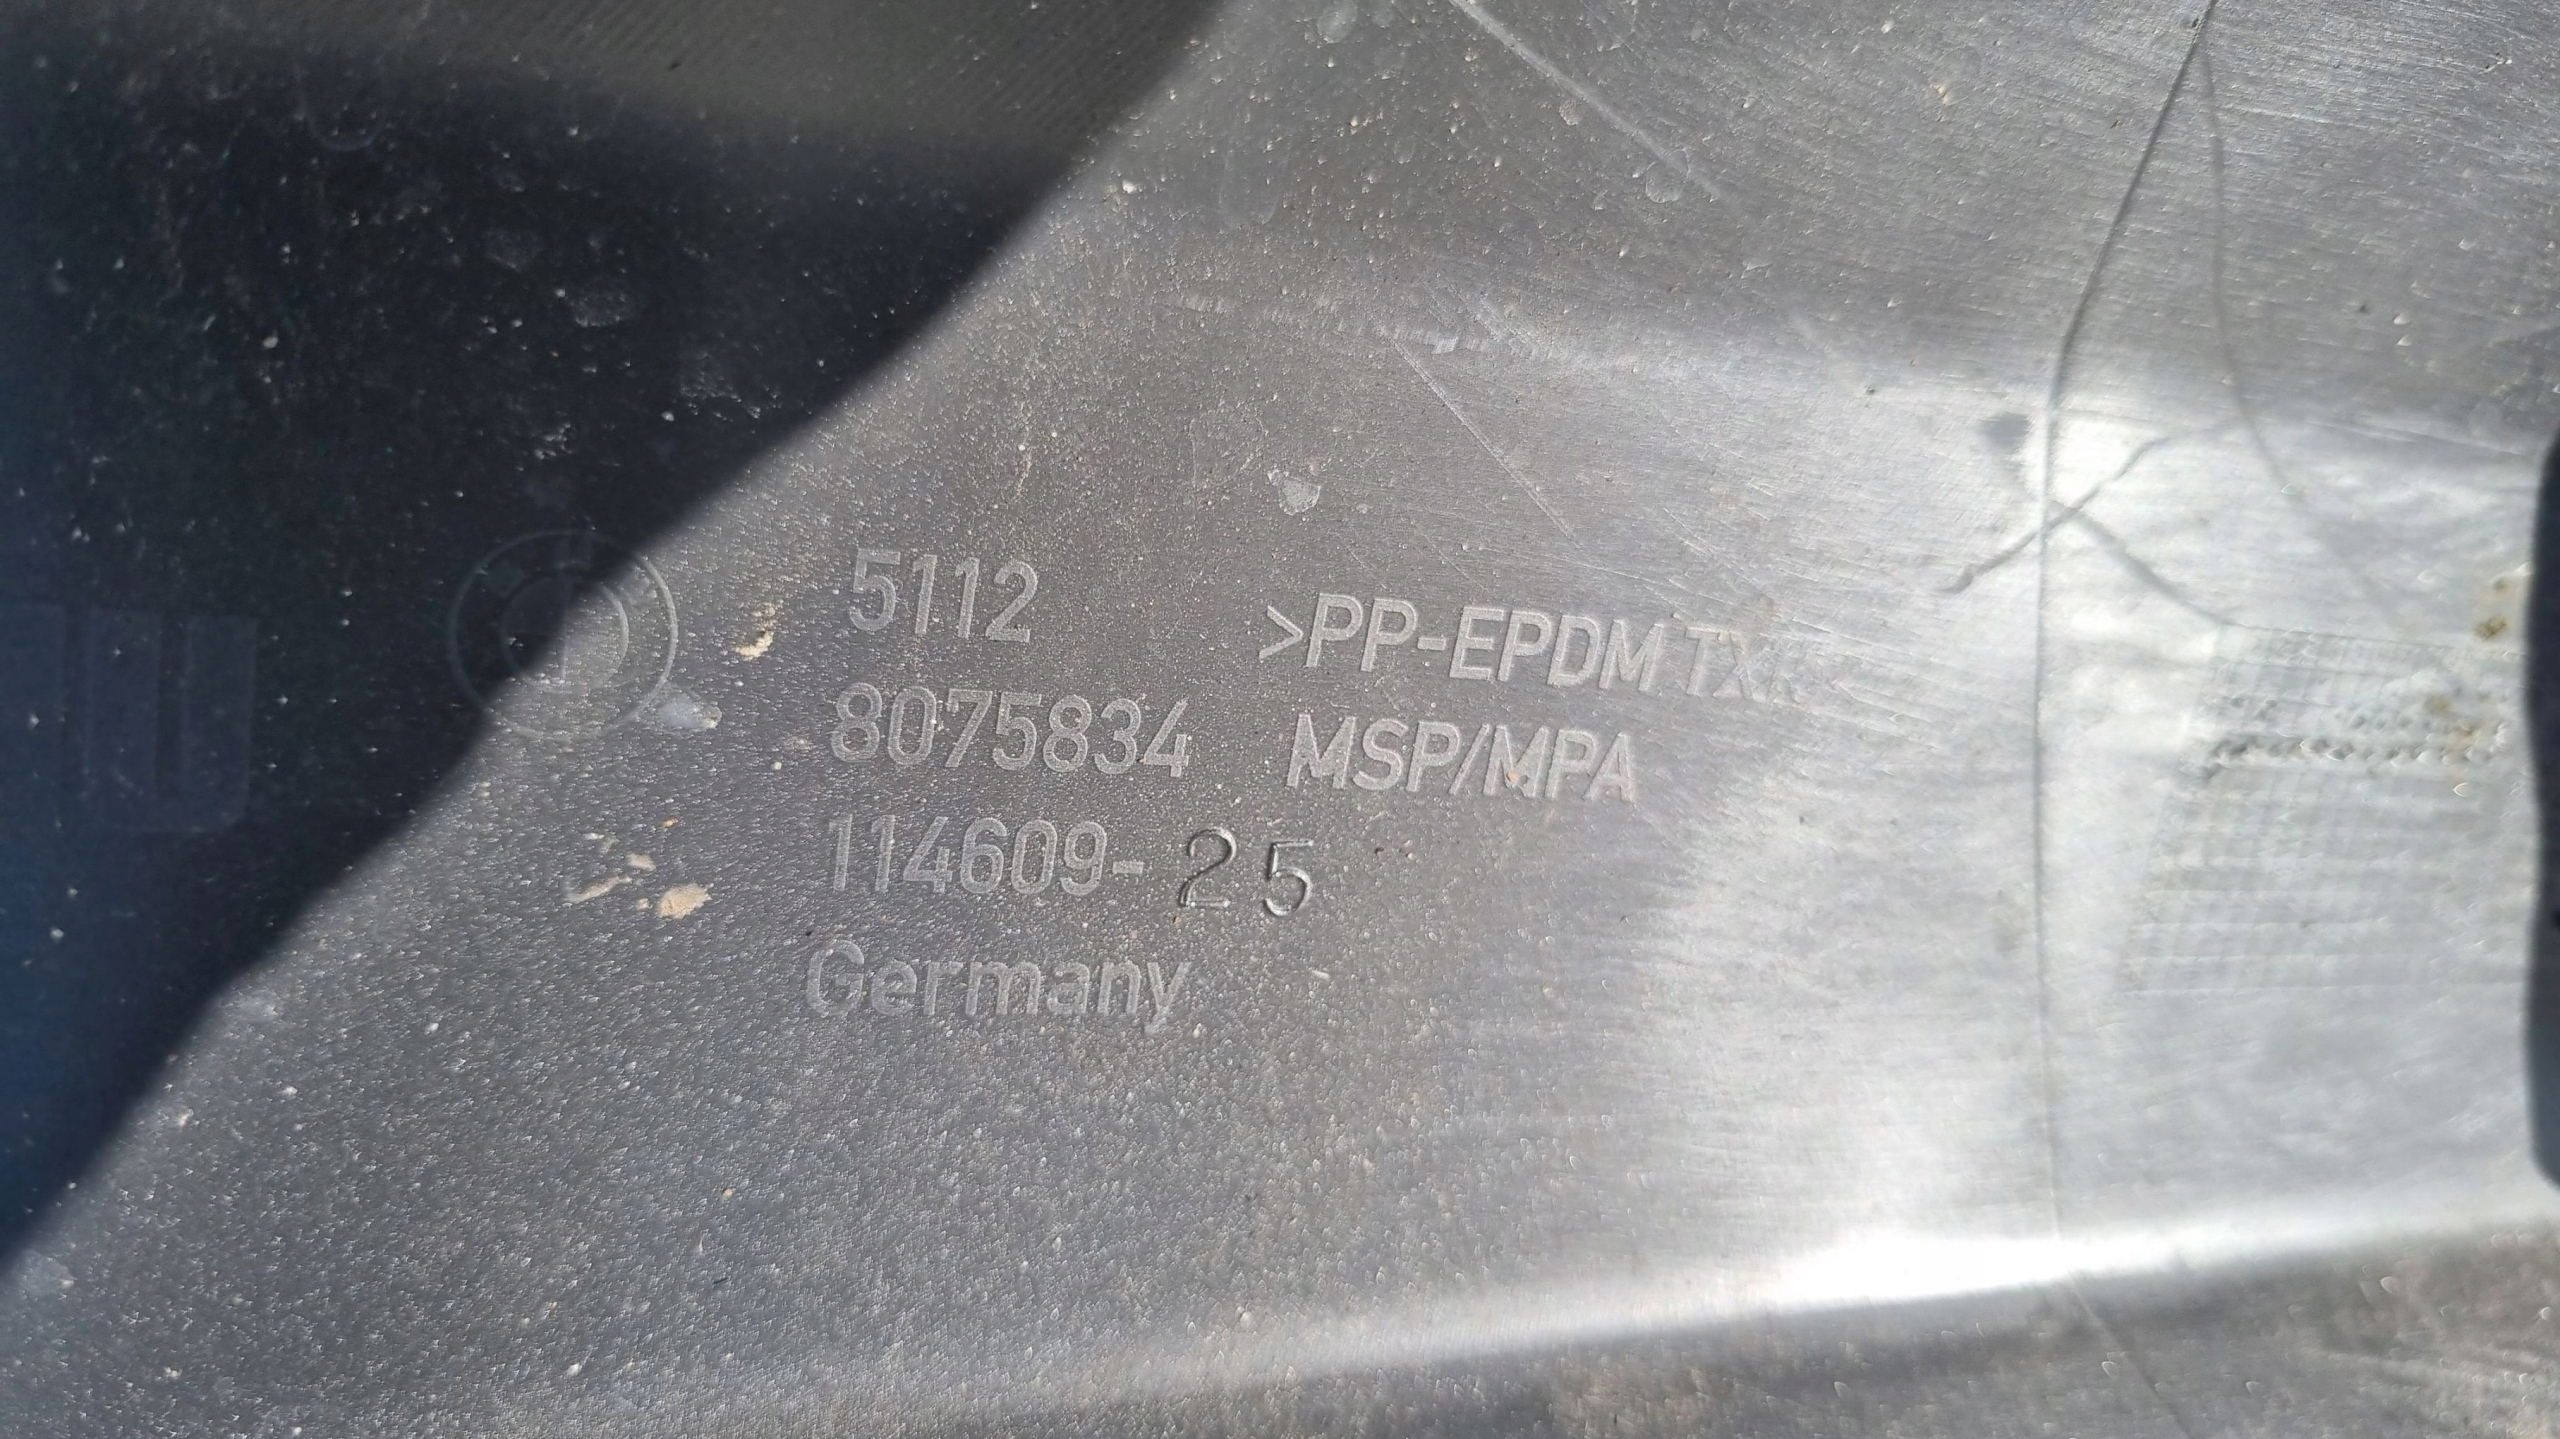 5112
8075834
114609- 25
Germany
>PP-EPDM
MSP/MPA